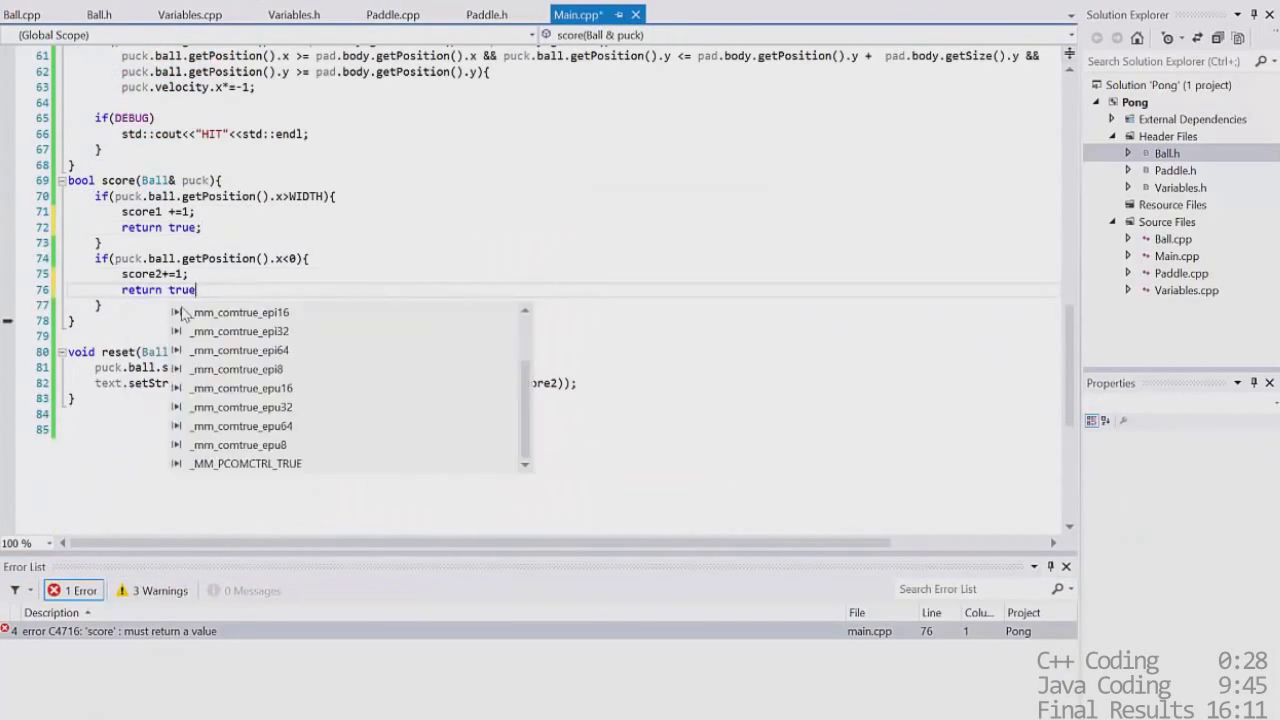 Ball.cpp Ball.h Variables.cpp Variables.h Paddle.cpp Paddle.h Main.cpp*
(Global Scope) score(Ball & puck)
61 puck.ball.getPosition().x >= pad.body.getPosition().x && puck.ball.getPosition().y <= pad.body.getPosition().y + pad.body.getSize().y &&
62 puck.ball.getPosition().y >= pad.body.getPosition().y){
63 puck.velocity.x*=-1;
64
65 if(DEBUG)
66 std::cout<<"HIT"<<std::endl;
67 }
68 }
69 bool score(Ball& puck){
70 if(puck.ball.getPosition().x>WIDTH){
71 score1 +=1;
72 return true;
73 }
74 if(puck.ball.getPosition().x<0){
75 score2+=1;
76 return true
77 }
78 }
79
80 void reset(Ball
81 puck.ball.s
82 text.setStr ore2));
83 }
84
85
_mm_comtrue_epi16
_mm_comtrue_epi32
_mm_comtrue_epi64
_mm_comtrue_epi8
_mm_comtrue_epu16
_mm_comtrue_epu32
_mm_comtrue_epu64
_mm_comtrue_epu8
_MM_PCOMCTRL_TRUE
100 %
Error List
1 Error 3 Warnings 0 Messages Search Error List
Description File Line Colu... Project
4 error C4716: 'score' : must return a value main.cpp 76 1 Pong
Solution Explorer
Search Solution Explorer (Ctrl+;)
Solution 'Pong' (1 project)
Pong
External Dependencies
Header Files
Ball.h
Paddle.h
Variables.h
Resource Files
Source Files
Ball.cpp
Main.cpp
Paddle.cpp
Variables.cpp
Properties
C++ Coding 0:28
Java Coding 9:45
Final Results 16:11